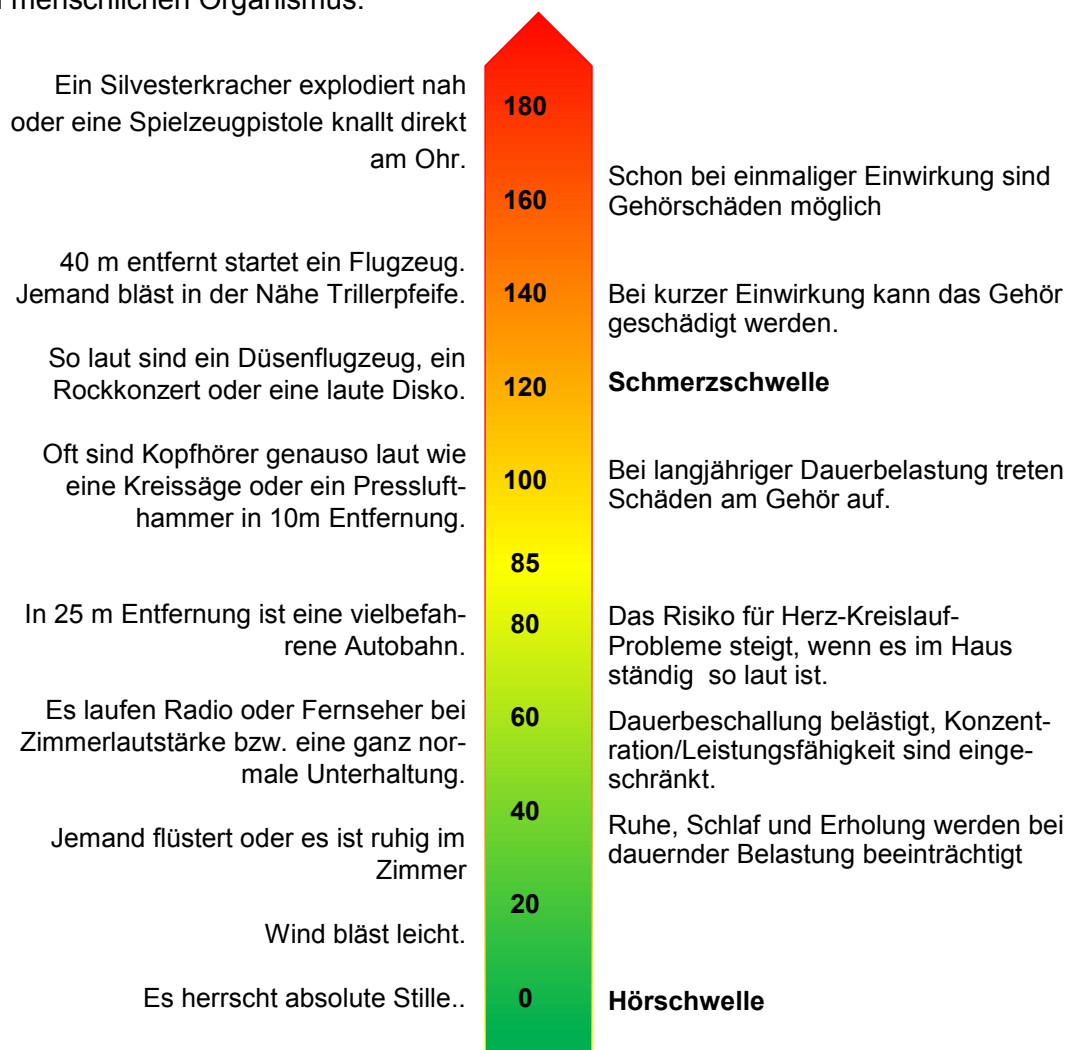 menschlichen Organismus.
Ein Silvesterkracher explodiert nah
oder eine Spielzeugpistole knallt direkt
am Ohr.
180
160
Schon bei einmaliger Einwirkung sind
Gehörschäden möglich
40 m entfernt startet ein Flugzeug.
Jemand bläst in der Nähe Trillerpfeife.
140
Bei kurzer Einwirkung kann das Gehör
geschädigt werden.
So laut sind ein Düsenflugzeug, ein
Rockkonzert oder eine laute Disko.
120
Schmerzschwelle
Oft sind Kopfhörer genauso laut wie
eine Kreissäge oder ein Pressluft-
hammer in 10m Entfernung.
100
Bei langjähriger Dauerbelastung treten
Schäden am Gehör auf.
85
In 25 m Entfernung ist eine vielbefah-
rene Autobahn.
80
Das Risiko für Herz-Kreislauf-
Probleme steigt, wenn es im Haus
ständig  so laut ist.
Es laufen Radio oder Fernseher bei
Zimmerlautstärke bzw. eine ganz nor-
male Unterhaltung.
60
Dauerbeschallung belästigt, Konzent-
ration/Leistungsfähigkeit sind einge-
schränkt.
40
Ruhe, Schlaf und Erholung werden bei
dauernder Belastung beeinträchtigt
Jemand flüstert oder es ist ruhig im
Zimmer
20
Wind bläst leicht.
Es herrscht absolute Stille..
0
Hörschwelle